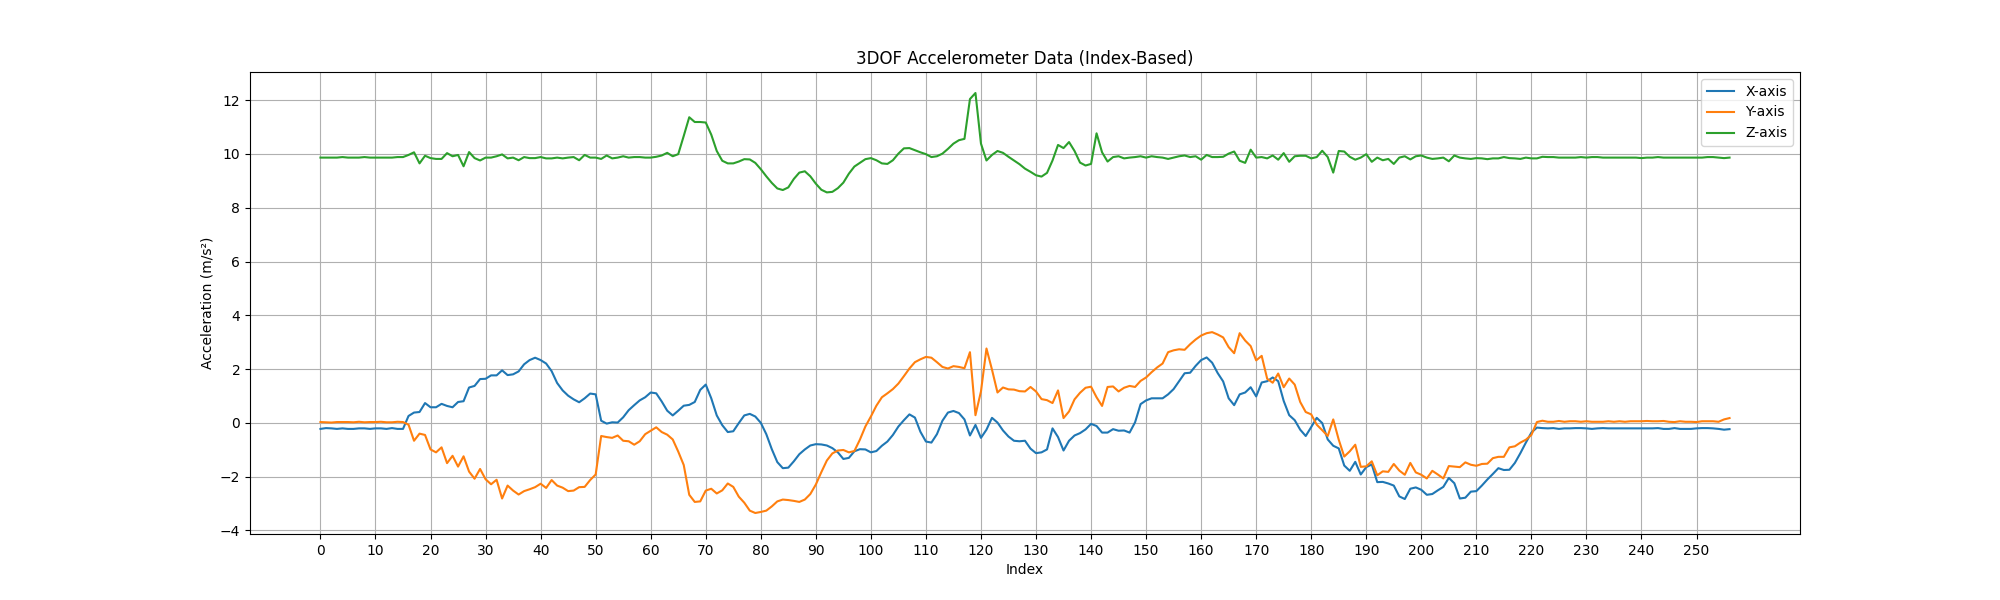 3DOF Accelerometer Data (Index-Based)
X-axis
Y-axis
Z-axis
Acceleration (m/s²)
12
10
8
6
4
2
0
−2
−4
0 10 20 30 40 50 60 70 80 90 100 110 120 130 140 150 160 170 180 190 200 210 220 230 240 250
Index